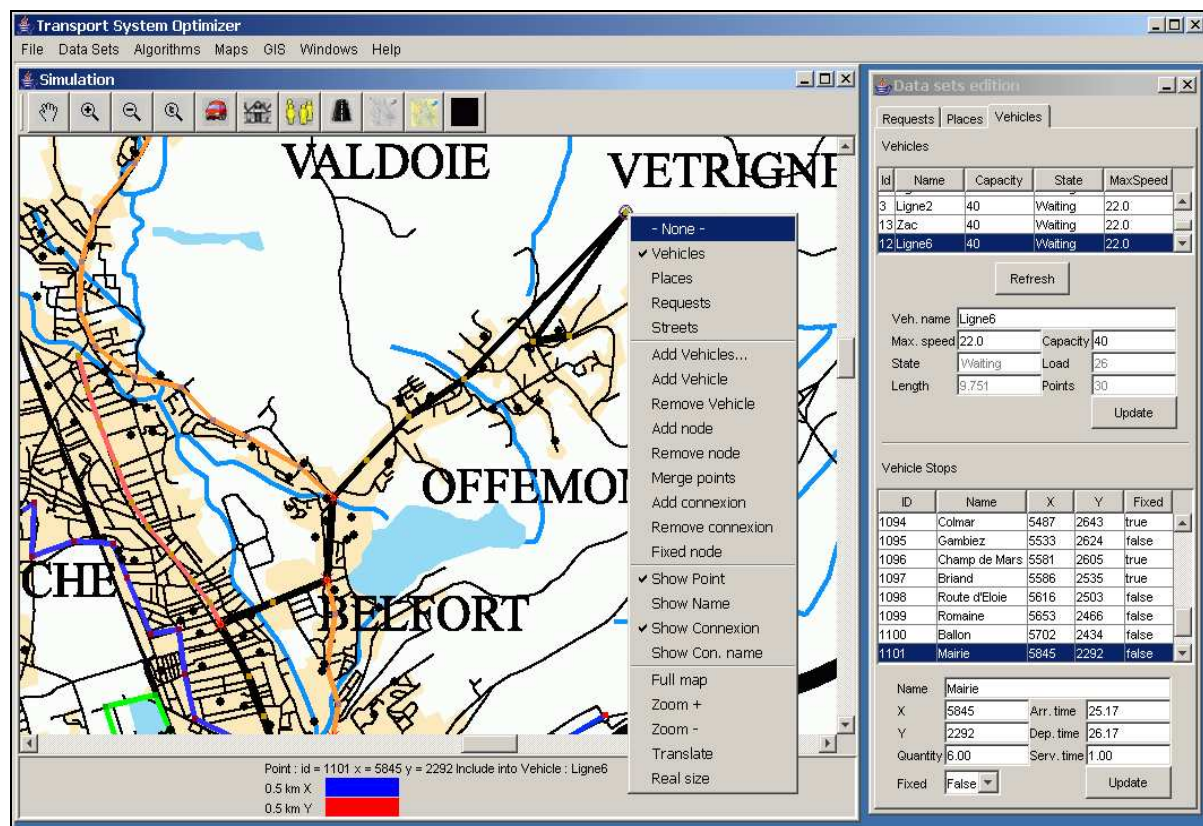 Transport System Optimizer
File Data Sets Algorithms Maps GIS Windows Help
Simulation
VALDOIE
VETRIGNE
OFFEMO
CHE
BELFORT
- None -
Vehicles
Places
Requests
Streets
Add Vehicles...
Add Vehicle
Remove Vehicle
Add node
Remove node
Merge points
Add connexion
Remove connexion
Fixed node
Show Point
Show Name
Show Connexion
Show Con. name
Full map
Zoom +
Zoom -
Translate
Real size
Point : id = 1101 x = 5845 y = 2292 Include into Vehicle : Ligne6
0.5 km X
0.5 km Y
Data sets edition
Requests Places Vehicles
Vehicles
Id Name Capacity State MaxSpeed
3 Ligne2 40 Waiting 22.0
13 Zac 40 Waiting 22.0
12 Ligne6 40 Waiting 22.0
Refresh
Veh. name Ligne6
Max. speed 22.0 Capacity 40
State Waiting Load 26
Length 9.751 Points 30
Update
Vehicle Stops
ID Name X Y Fixed
1094 Colmar 5487 2643 true
1095 Gambiez 5533 2624 false
1096 Champ de Mars 5581 2605 true
1097 Briand 5586 2535 true
1098 Route d'Eloie 5616 2503 false
1099 Romaine 5653 2466 false
1100 Ballon 5702 2434 false
1101 Mairie 5845 2292 false
Name Mairie
X 5845 Arr. time 25.17
Y 2292 Dep. time 26.17
Quantity 6.00 Serv. time 1.00
Fixed False Update